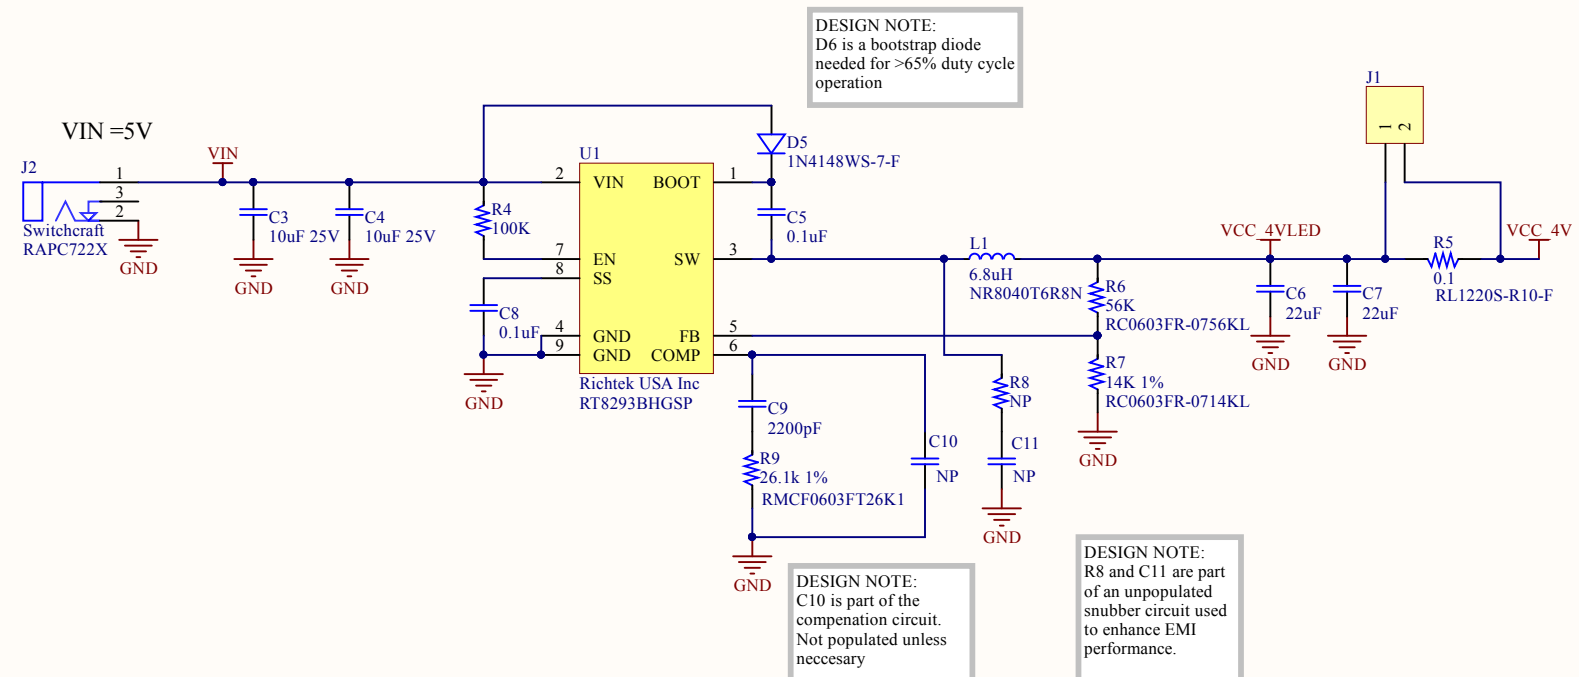 DESIGN NOTE:
D6 is a bootstrap diode
needed for >65% duty cycle
operation
J1
1
2
VIN =5V
J2
1
3
2
Switchcraft
RAPC722X
GND
VIN
C3
10uF 25V
GND
C4
10uF 25V
GND
R4
100K
C8
0.1uF
GND
U1
2
VIN
BOOT
1
7
EN
SW
3
8
SS
4
GND
FB
5
9
GND
COMP
6
Richtek USA Inc
RT8293BHGSP
D5
1N4148WS-7-F
C5
0.1uF
L1
6.8uH
NR8040T6R8N
R6
56K
RC0603FR-0756KL
R7
14K 1%
RC0603FR-0714KL
GND
VCC_4VLED
C6
22uF
GND
C7
22uF
GND
R5
0.1
RL1220S-R10-F
VCC_4V
C9
2200pF
R9
26.1k 1%
RMCF0603FT26K1
GND
C10
NP
R8
NP
C11
NP
GND
DESIGN NOTE:
C10 is part of the
compenation circuit.
Not populated unless
neccesary
DESIGN NOTE:
R8 and C11 are part
of an unpopulated
snubber circuit used
to enhance EMI
performance.